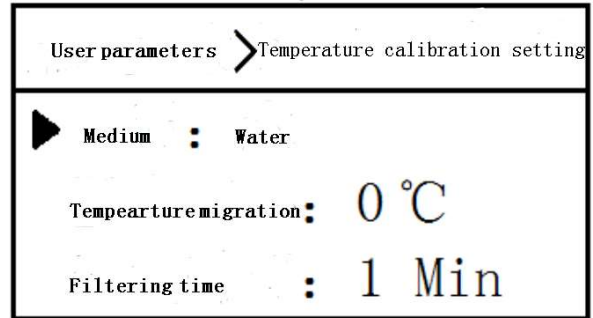 User parameters > Temperature calibration setting
Medium : Water
Tempearture migration: 0 ℃
Filtering time : 1 Min